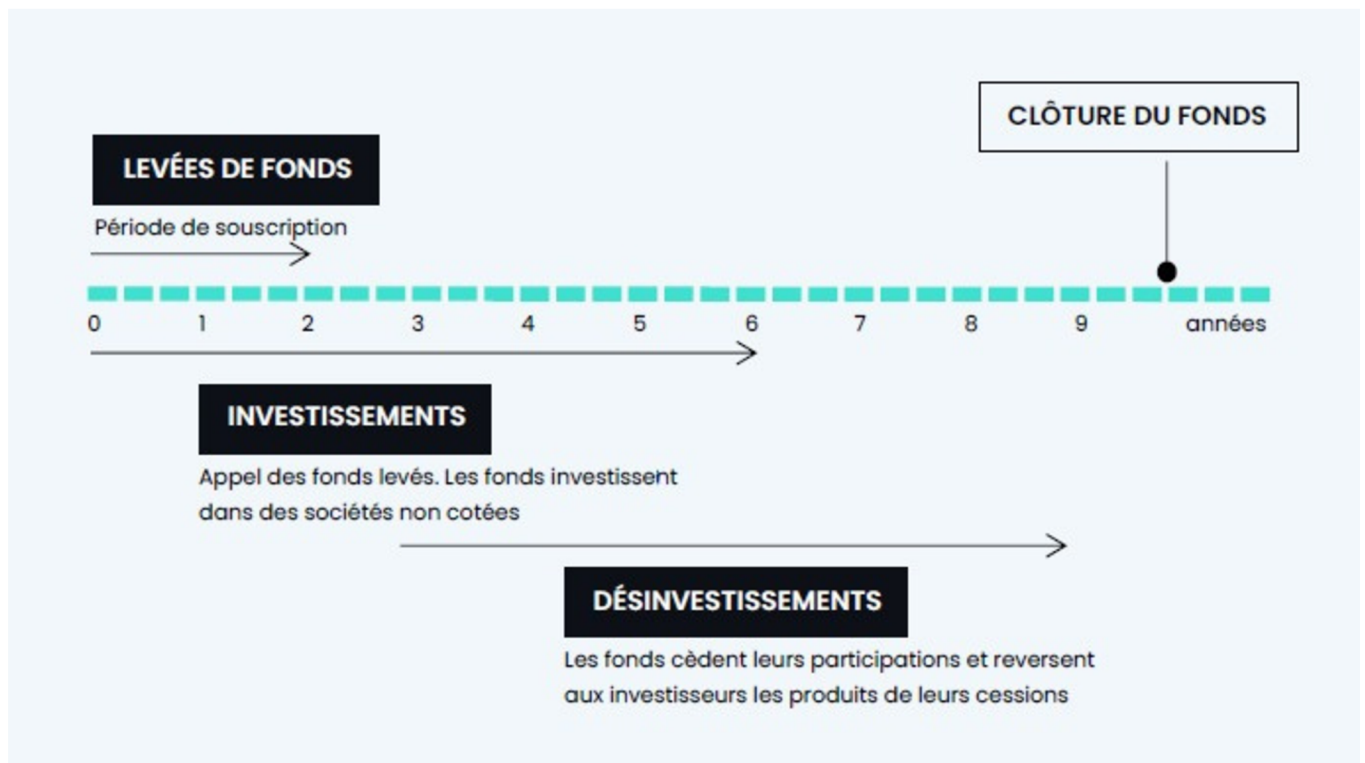 CLÔTURE DU FONDS
LEVÉES DE FONDS
Période de souscription
0 1 2 3 4 5 6 7 8 9 années
INVESTISSEMENTS
Appel des fonds levés. Les fonds investissent
dans des sociétés non cotées
DÉSINVESTISSEMENTS
Les fonds cèdent leurs participations et reversent
aux investisseurs les produits de leurs cessions